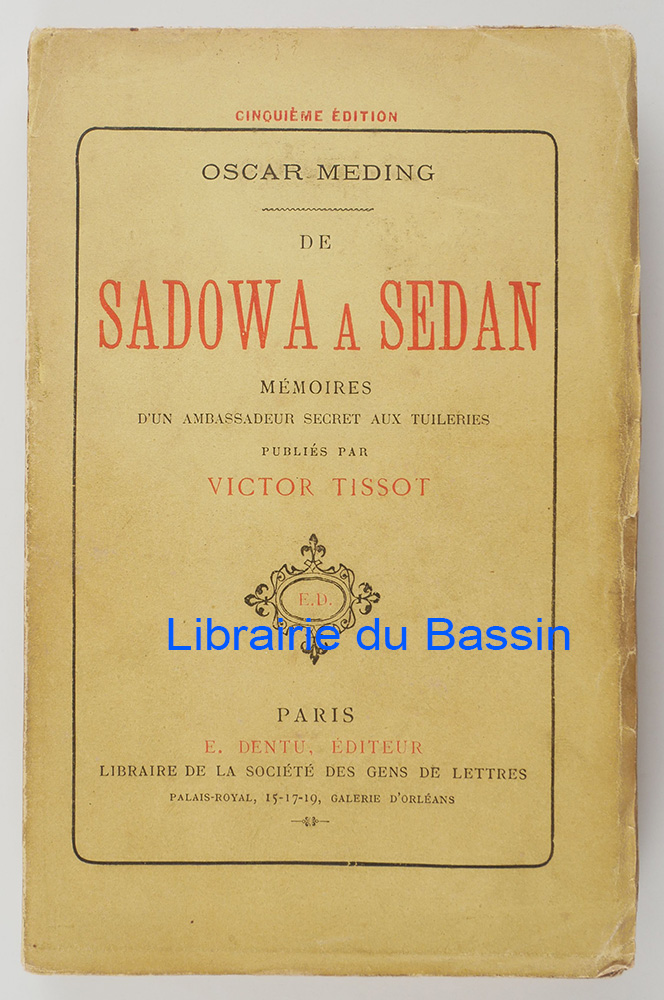 CINQUIÈME ÉDITION
OSCAR MEDING
DE
SADOWA A SEDAN
MÉMOIRES
D'UN AMBASSADEUR SECRET AUX TUILERIES
PUBLIÉS PAR
VICTOR TISSOT
E.D.
Librairie du Bassin
PARIS
E. DENTU, ÉDITEUR
LIBRAIRE DE LA SOCIÉTÉ DES GENS DE LETTRES
PALAIS-ROYAL, 15-17-19, GALERIE D'ORLÉANS